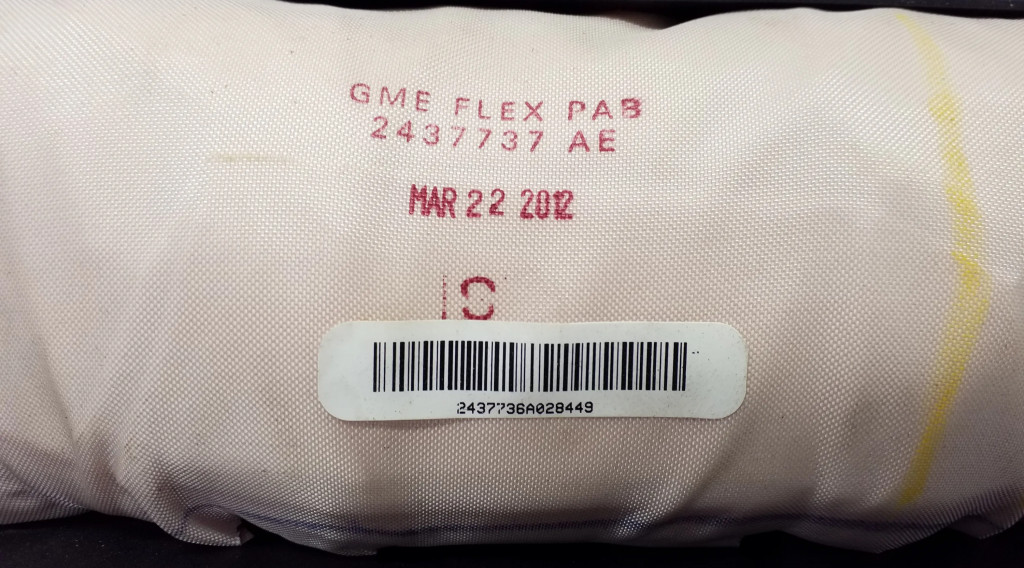 GME FLEX PAB
2437737 AE
MAR 22 2012
2437736A028449